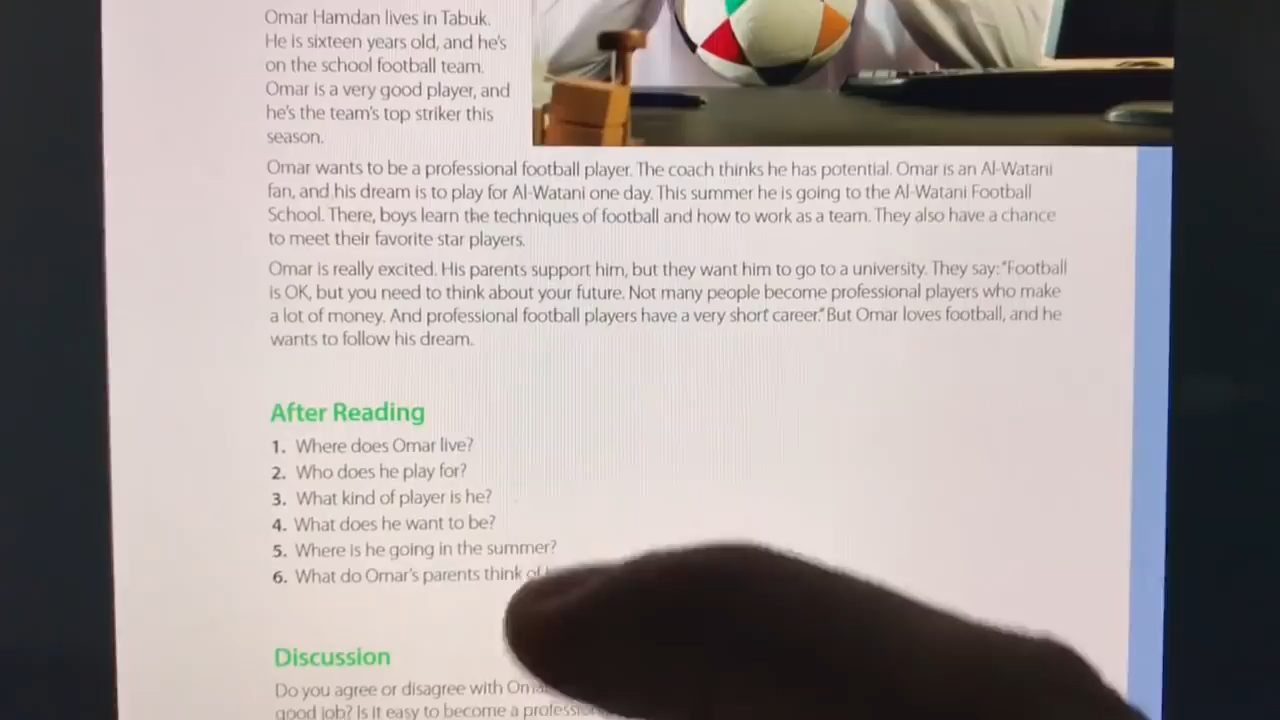 Omar Hamdan lives in Tabuk.
He is sixteen years old, and he's
on the school football team.
Omar is a very good player, and
he's the team's top striker this
season.
Omar wants to be a professional football player. The coach thinks he has potential. Omar is an Al-Watani
fan, and his dream is to play for Al-Watani one day. This summer he is going to the Al-Watani Football
School. There, boys learn the techniques of football and how to work as a team. They also have a chance
to meet their favorite star players.
Omar is really excited. His parents support him, but they want him to go to a university. They say: "Football
is OK, but you need to think about your future. Not many people become professional players who make
a lot of money. And professional football players have a very short career." But Omar loves football, and he
wants to follow his dream.
After Reading
1. Where does Omar live?
2. Who does he play for?
3. What kind of player is he?
4. What does he want to be?
5. Where is he going in the summer?
6. What do Omar's parents think of
Discussion
Do you agree or disagree with
good job? Is it easy to become a